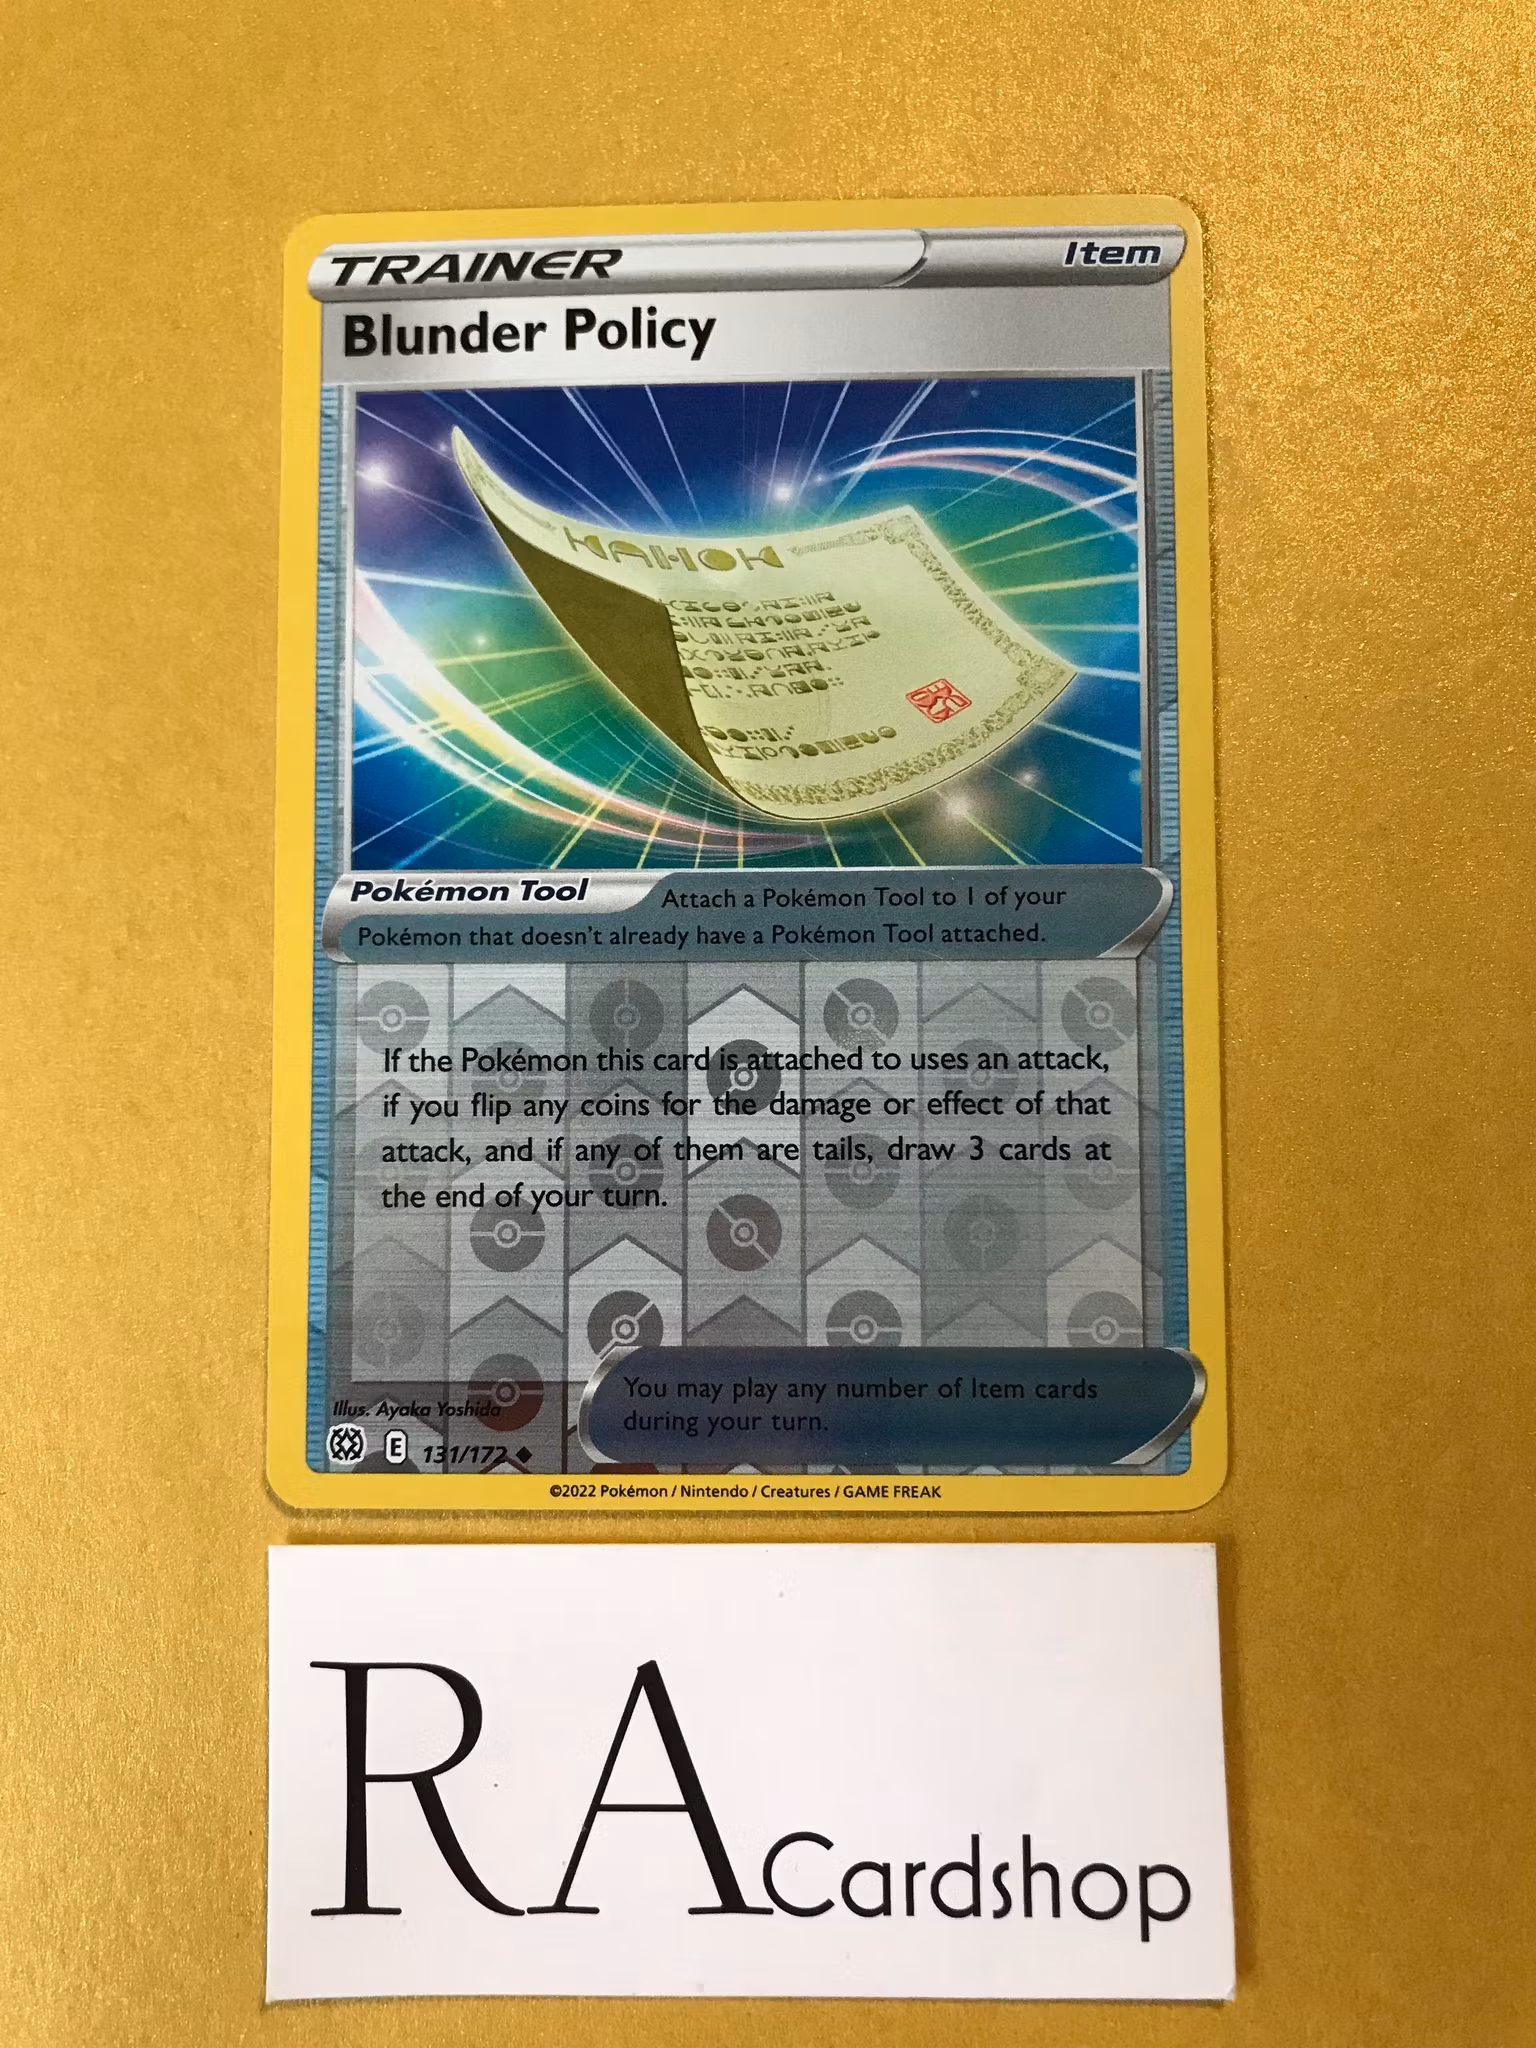 TRAINER
Item
Blunder Policy
Pokémon Tool
Attach a Pokémon Tool to 1 of your
Pokémon that doesn't already have a Pokémon Tool attached.
If the Pokémon this card is attached to uses an attack,
if you flip any coins for the damage or effect of that
attack, and if any of them are tails, draw 3 cards at
the end of your turn.
You may play any number of Item cards
during your turn.
Illus. Ayaka Yoshida
E 131/172
©2022 Pokémon / Nintendo / Creatures / GAME FREAK
RA Cardshop